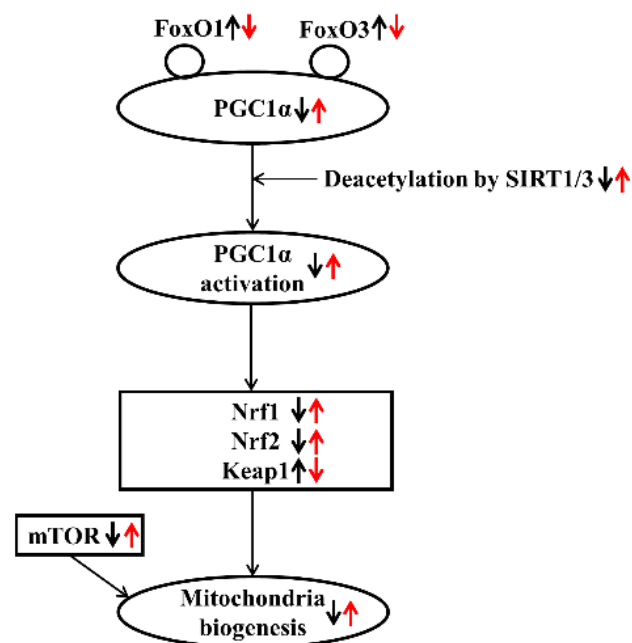 FoxO1 FoxO3
PGC1α
Deacetylation by SIRT1/3
PGC1α
activation
Nrf1
Nrf2
Keap1
mTOR
Mitochondria
biogenesis